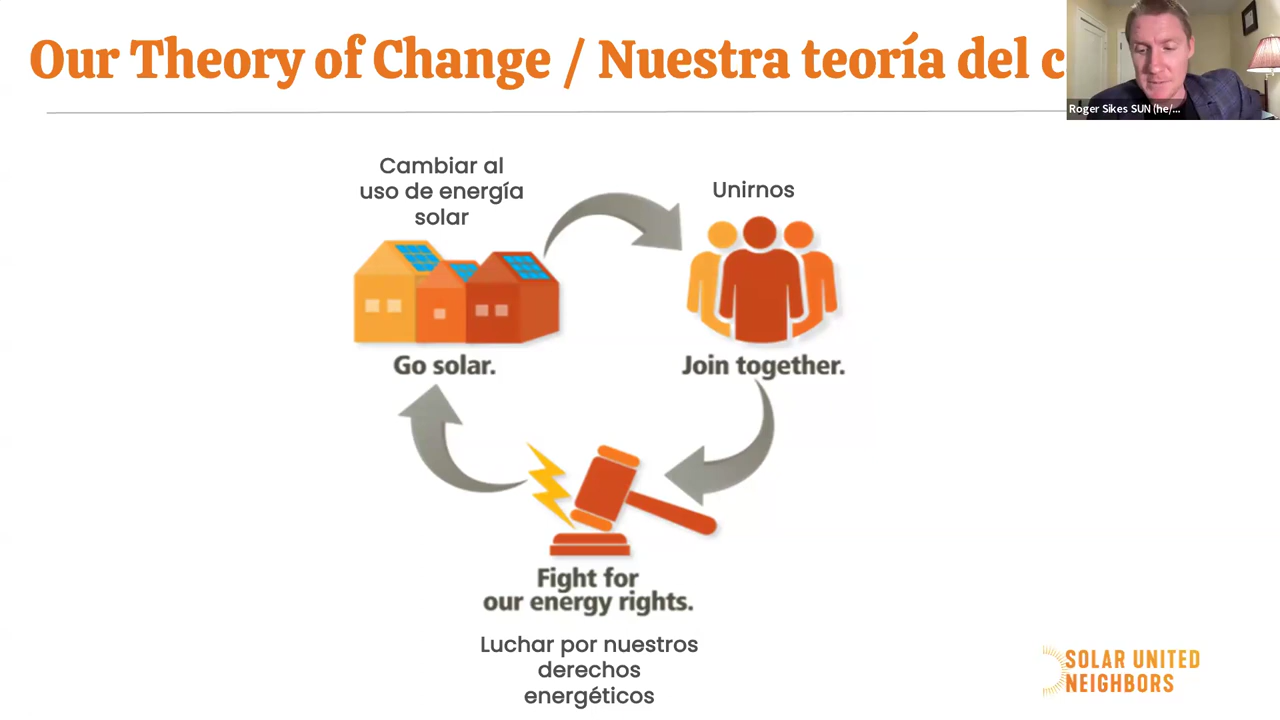 Our Theory of Change / Nuestra teoría del
Roger Sikes SUN (he/...
Cambiar al
uso de energía
solar
Unirnos
Go solar.
Join together.
Fight for
our energy rights.
Luchar por nuestros
derechos
energéticos
SOLAR UNITED
NEIGHBORS